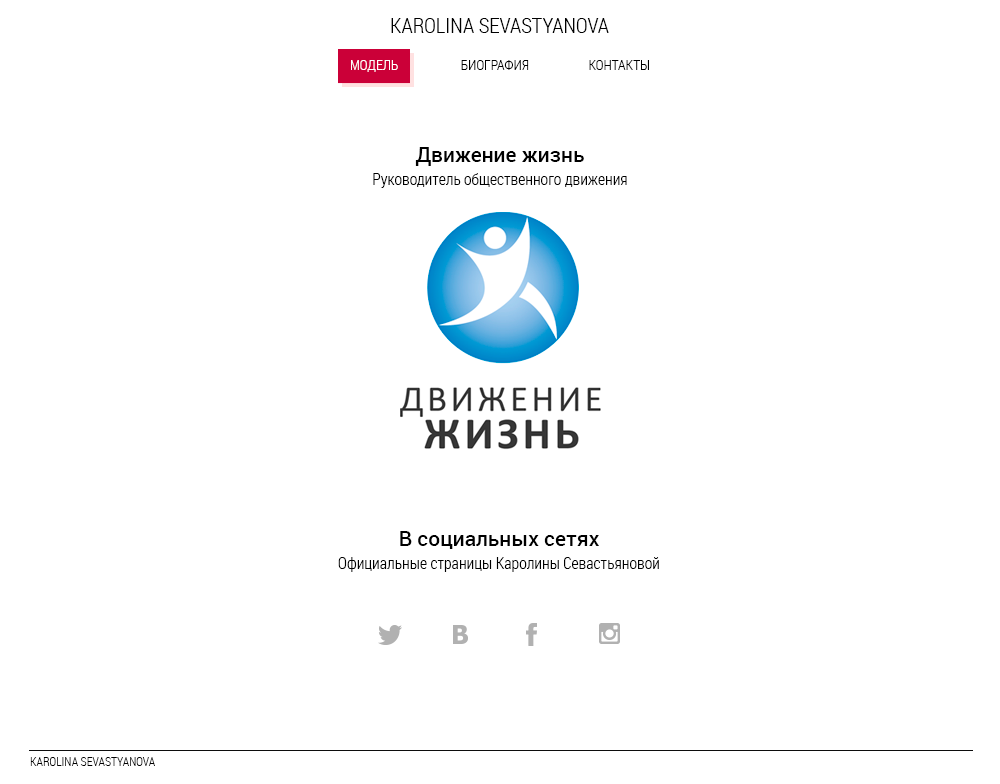 KAROLINA SEVASTYANOVA
МОДЕЛЬ БИОГРАФИЯ КОНТАКТЫ
Движение жизнь
Руководитель общественного движения
ДВИЖЕНИЕ
ЖИЗНЬ
В социальных сетях
Официальные страницы Каролины Севастьяновой
KAROLINA SEVASTYANOVA